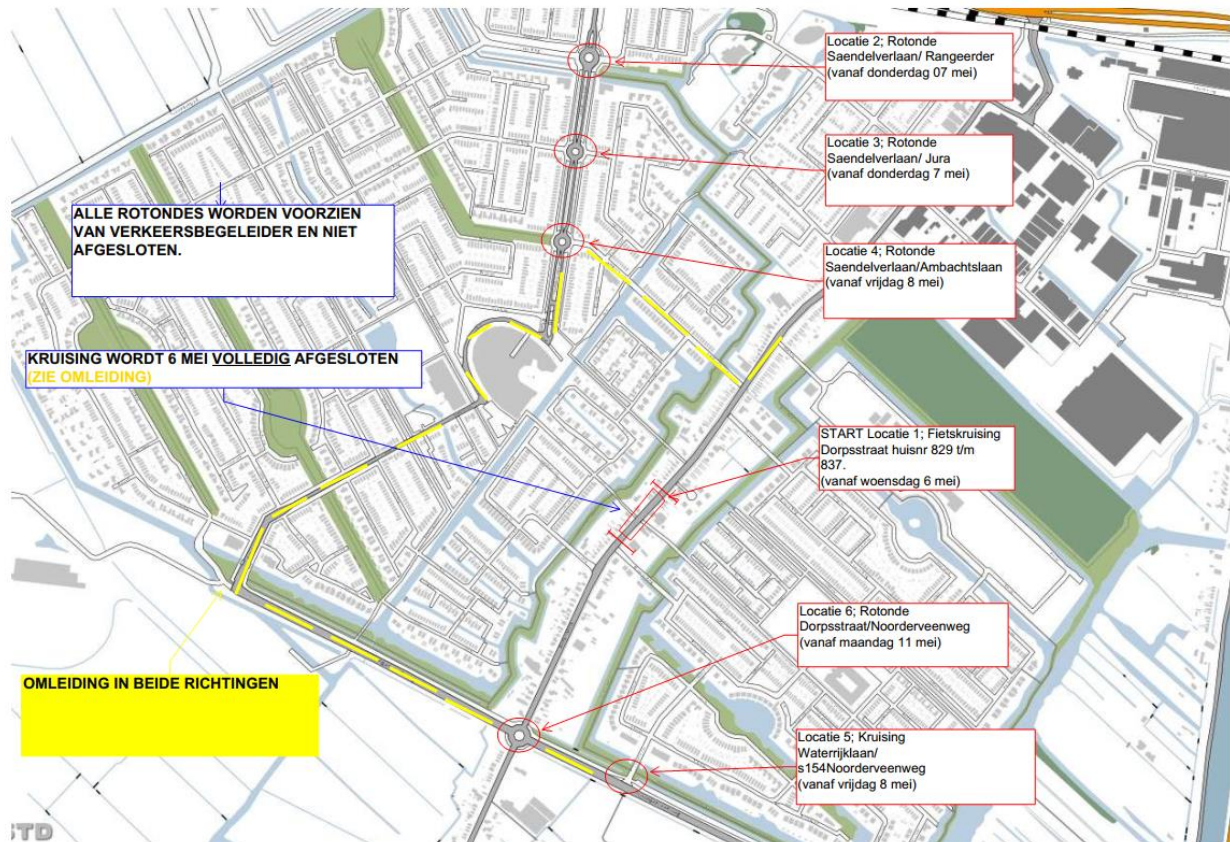 Locatie 2; Rotonde
Saendelverlaan/ Rangeerder
(vanaf donderdag 07 mei)
Locatie 3; Rotonde
Saendelverlaan/ Jura
(vanaf donderdag 7 mei)
ALLE ROTONDES WORDEN VOORZIEN
VAN VERKEERSBEGELEIDER EN NIET
AFGESLOTEN.
Locatie 4; Rotonde
Saendelverlaan/Ambachtslaan
(vanaf vrijdag 8 mei)
KRUISING WORDT 6 MEI VOLLEDIG AFGESLOTEN
(ZIE OMLEIDING)
START Locatie 1; Fietskruising
Dorpsstraat huisnr 829 t/m
837.
(vanaf woensdag 6 mei)
Locatie 6; Rotonde
Dorpsstraat/Noorderveenweg
(vanaf maandag 11 mei)
OMLEIDING IN BEIDE RICHTINGEN
Locatie 5; Kruising
Waterrijklaan/
s154Noorderveenweg
(vanaf vrijdag 8 mei)
STD